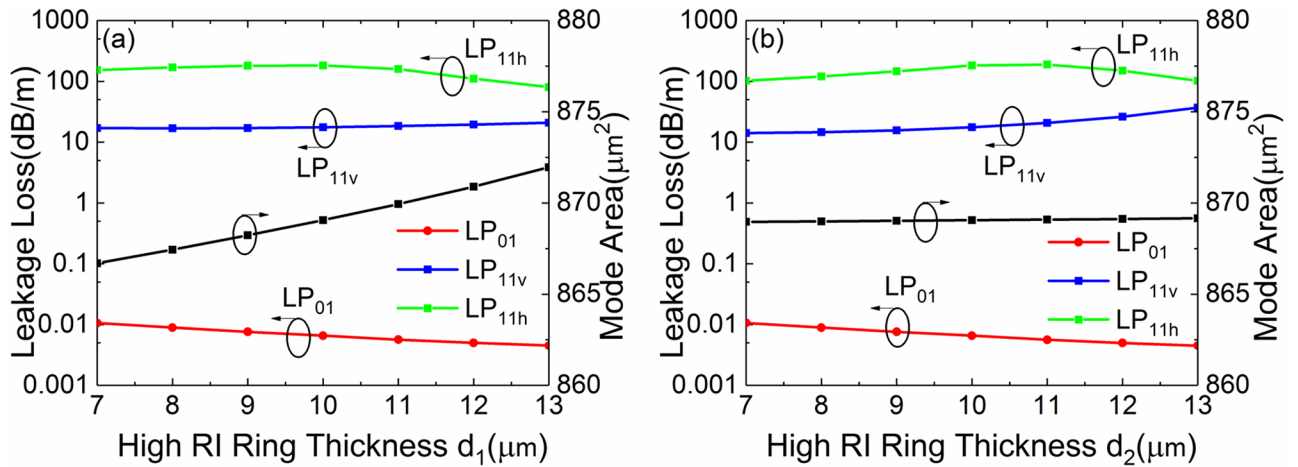 (a)
Leakage Loss(dB/m)
1000
100
10
1
0.1
0.01
0.001
LP11h
LP11v
LP01
LP01
LP11v
LP11h
880
875
870
865
860
Mode Area(μm2)
7 8 9 10 11 12 13
High RI Ring Thickness d1(μm)
(b)
Leakage Loss(dB/m)
1000
100
10
1
0.1
0.01
0.001
LP11h
LP11v
LP01
LP01
LP11v
LP11h
880
875
870
865
860
Mode Area(μm2)
7 8 9 10 11 12 13
High RI Ring Thickness d2(μm)